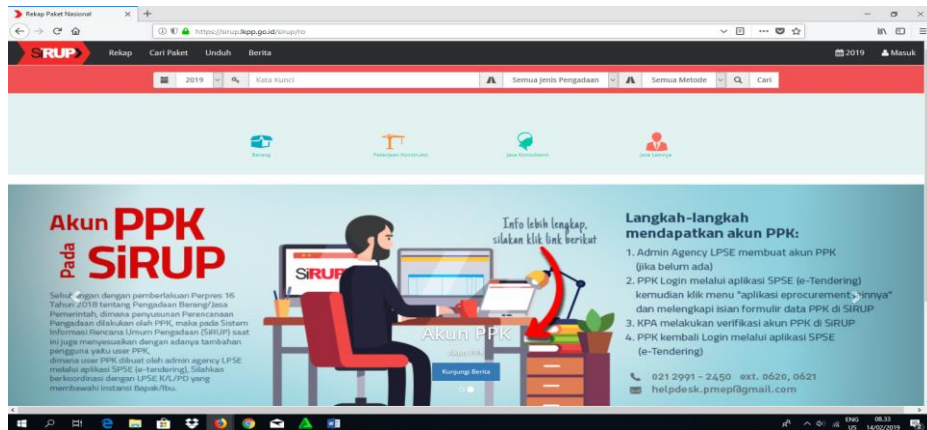 Rekap Paket Nasional
https://sirup.lkpp.go.id/sirup/ro
SiRUP Rekap Cari Paket Unduh Berita 2019 Masuk
2019 Kata Kunci Semua Jenis Pengadaan Semua Metode Cari
Barang Pekerjaan Konstruksi Jasa Konsultansi Jasa Lainnya
Akun PPK
Pada SiRUP
Sehubungan dengan pemberlakuan Perpres 16
Tahun 2018 tentang Pengadaan Barang/Jasa
Pemerintah, dimana penyusunan Perencanaan
Pengadaan dilakukan oleh PPK, maka pada Sistem
Informasi Rencana Umum Pengadaan (SiRUP) saat
ini juga menyesuaikan dengan adanya tambahan
pengguna yaitu user PPK,
dimana user PPK dibuat oleh admin agency LPSE
melalui aplikasi SPSE (e-tendering), Silahkan
berkoordinasi dengan LPSE K/L/PD yang
membawahi instansi Bapak/Ibu.
SiRUP
Info lebih lengkap,
silakan klik link berikut
Akun PPK
Akun PPK
Kunjungi Berita
Langkah-langkah
mendapatkan akun PPK:
1. Admin Agency LPSE membuat akun PPK
(jika belum ada)
2. PPK Login melalui aplikasi SPSE (e-Tendering)
kemudian klik menu "aplikasi eprocurement lainnya"
dan melengkapi isian formulir data PPK di SIRUP
3. KPA melakukan verifikasi akun PPK di SIRUP
4. PPK kembali Login melalui aplikasi SPSE
(e-Tendering)
021 2991 - 2450 ext. 0620, 0621
helpdesk.pmep@gmail.com
ENG 08.33
US 14/02/2019